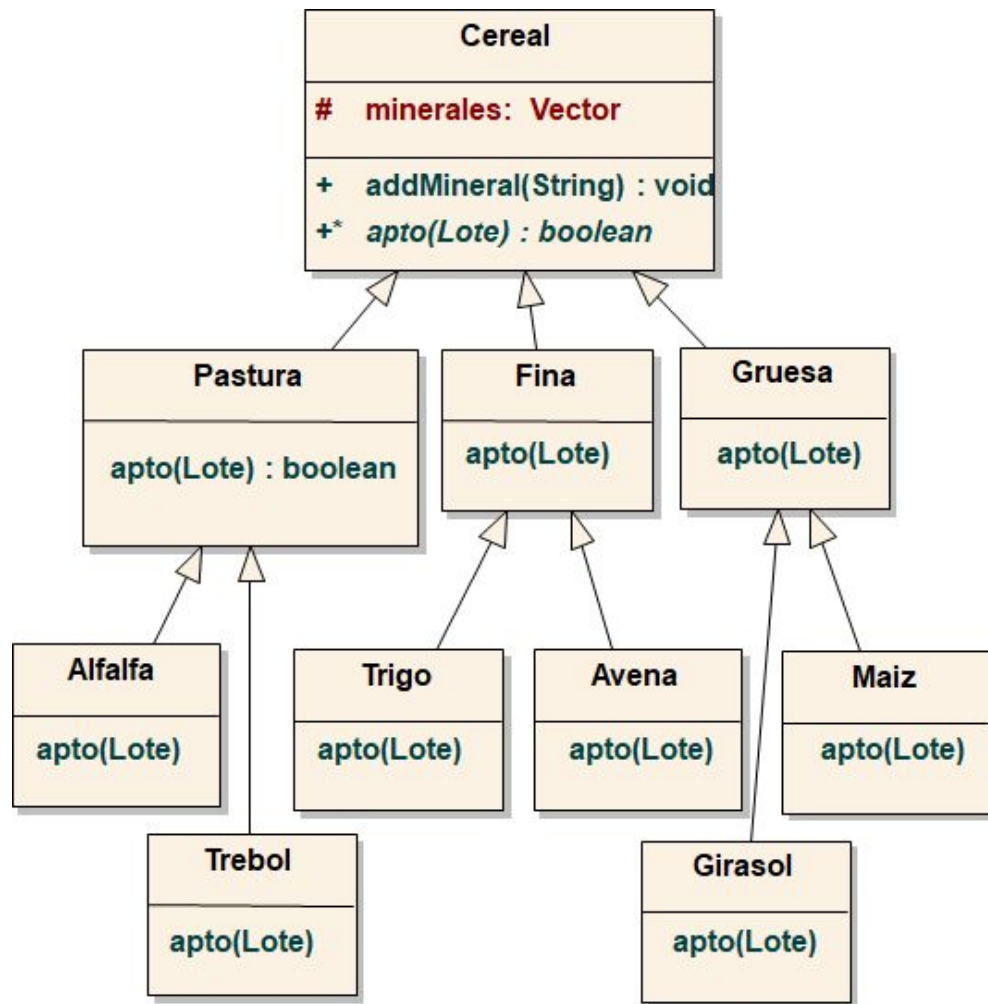 Cereal
# minerales: Vector
+ addMineral(String) : void
+* apto(Lote) : boolean
Pastura
apto(Lote) : boolean
Fina
apto(Lote)
Gruesa
apto(Lote)
Alfalfa
apto(Lote)
Trigo
apto(Lote)
Avena
apto(Lote)
Maiz
apto(Lote)
Trebol
apto(Lote)
Girasol
apto(Lote)